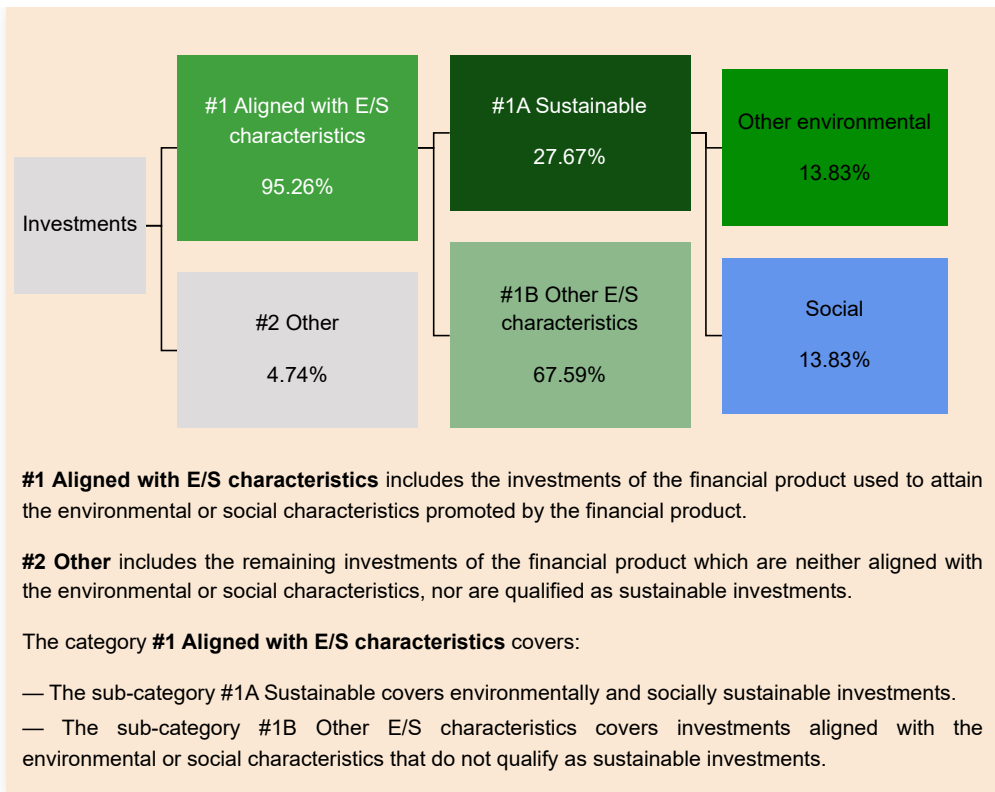 Investments
#1 Aligned with E/S
characteristics
95.26%
#2 Other
4.74%
#1A Sustainable
27.67%
#1B Other E/S
characteristics
67.59%
Other environmental
13.83%
Social
13.83%
#1 Aligned with E/S characteristics includes the investments of the financial product used to attain
the environmental or social characteristics promoted by the financial product.
#2 Other includes the remaining investments of the financial product which are neither aligned with
the environmental or social characteristics, nor are qualified as sustainable investments.
The category #1 Aligned with E/S characteristics covers:
— The sub-category #1A Sustainable covers environmentally and socially sustainable investments.
— The sub-category #1B Other E/S characteristics covers investments aligned with the
environmental or social characteristics that do not qualify as sustainable investments.